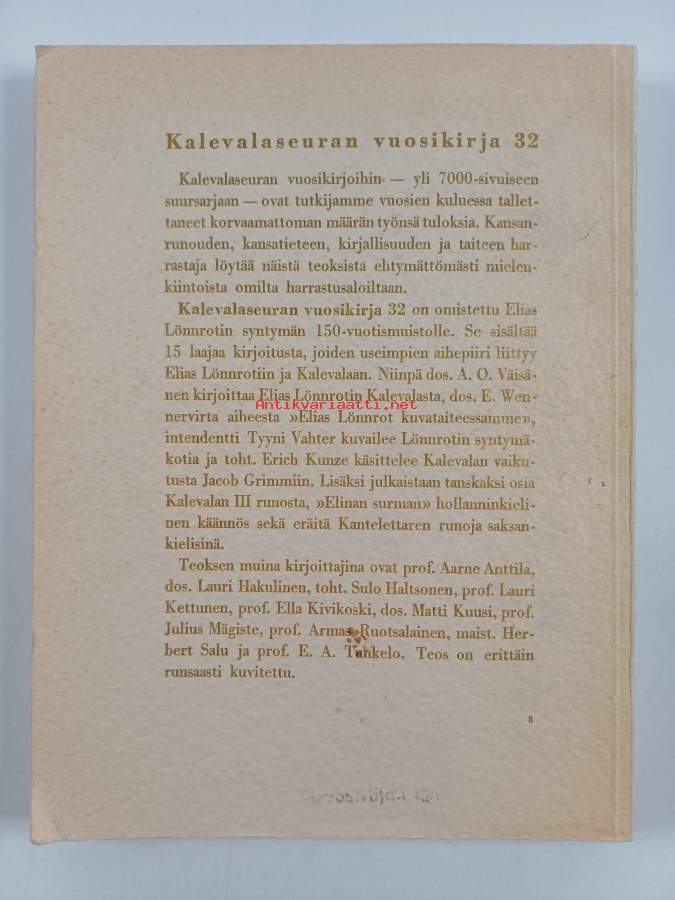 Kalevalaseuran vuosikirja 32
Kalevalaseuran vuosikirjoihin — yli 7000-sivuiseen
suursarjaan — ovat tutkijamme vuosien kuluessa tallet-
taneet korvaamattoman määrän työnsä tuloksia. Kansan-
runouden, kansatieteen, kirjallisuuden ja taiteen har-
rastaja löytää näistä teoksista ehtymättömästi mielen-
kiintoista omilta harrastusaloiltaan.
Kalevalaseuran vuosikirja 32 on omistettu Elias
Lönnrotin syntymän 150-vuotismuistolle. Se sisältää
15 laajaa kirjoitusta, joiden useimpien aihepiiri liittyy
Elias Lönnrotiin ja Kalevalaan. Niinpä dos. A. O. Väisä-
nen kirjoittaa Elias Lönnrotin Kalevalasta, dos. E. Wen-
Antikvariaatti.net
nervirta aiheesta »Elias Lönnrot kuvataiteessamme»,
intendentti Tyyni Vahter kuvailee Lönnrotin syntymä-
kotia ja toht. Erich Kunze käsittelee Kalevalan vaiku-
tusta Jacob Grimmiin. Lisäksi julkaistaan tanskaksi osia
Kalevalan III runosta, »Elinan surman» hollanninkieli-
nen käännös sekä eräitä Kantelettaren runoja saksan-
kielisinä.
Teoksen muina kirjoittajina ovat prof. Aarne Anttila,
dos. Lauri Hakulinen, toht. Sulo Haltsonen, prof. Lauri
Kettunen, prof. Ella Kivikoski, dos. Matti Kuusi, prof.
Julius Mägiste, prof. Armas Ruotsalainen, maist. Her-
bert Salu ja prof. E. A. Tunkelo. Teos on erittäin
runsaasti kuvitettu.
5